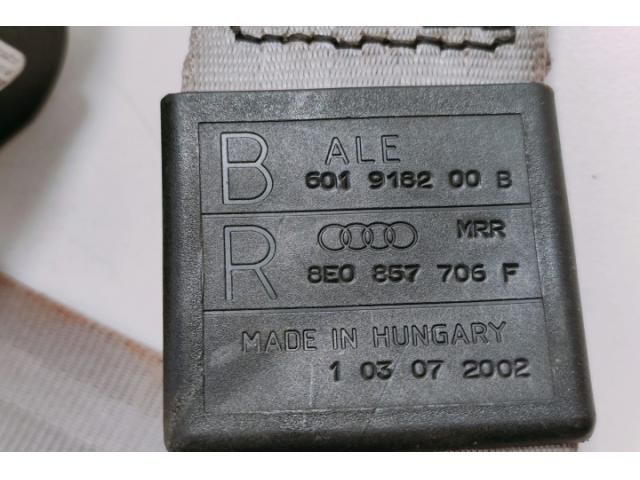 B ALE
601 9182 00 B
R MRR
8E0 857 706 F
MADE IN HUNGARY
1 03 07 2002